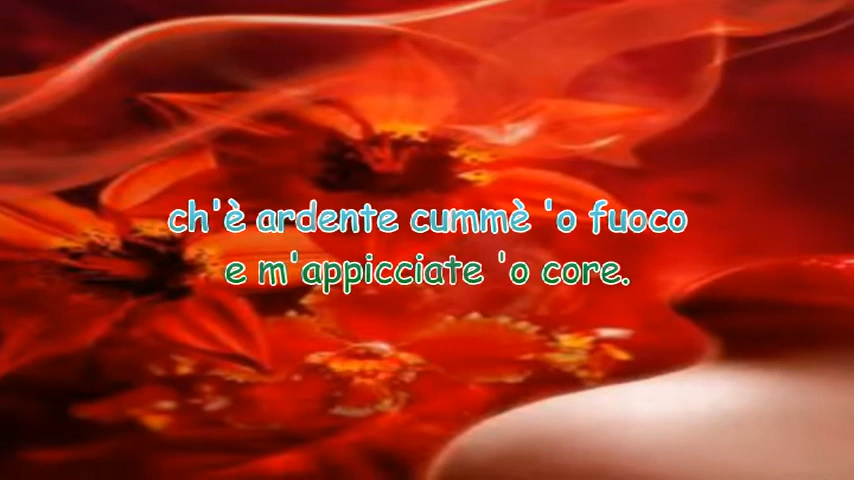 ch'è ardente cummè 'o fuoco
e m'appicciate 'o core.